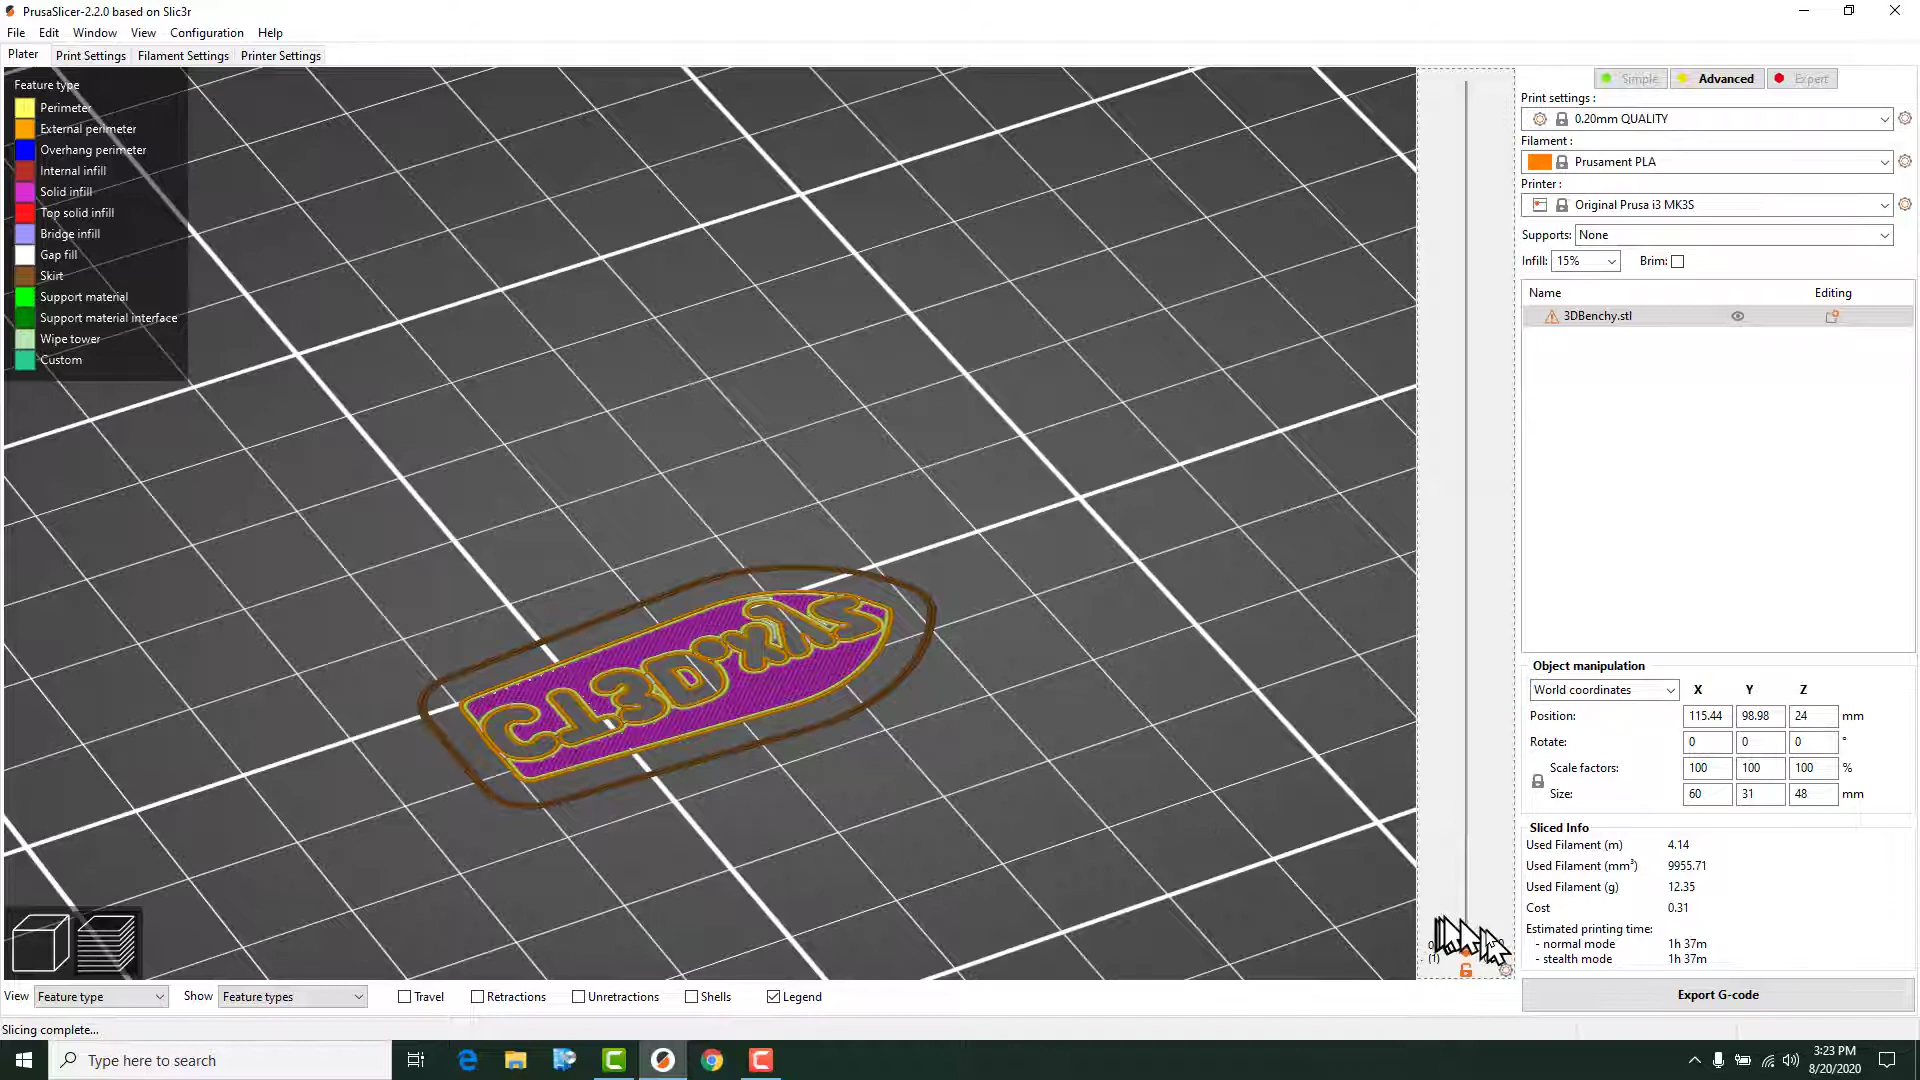 PrusaSlicer-2.2.0 based on Slic3r
File Edit Window View Configuration Help
Plater Print Settings Filament Settings Printer Settings
Feature type
Perimeter
External perimeter
Overhang perimeter
Internal infill
Solid infill
Top solid infill
Bridge infill
Gap fill
Skirt
Support material
Support material interface
Wipe tower
Custom
CT3D.xyz
(1)
Simple Advanced Expert
Print settings :
0.20mm QUALITY
Filament :
Prusament PLA
Printer :
Original Prusa i3 MK3S
Supports: None
Infill: 15% Brim:
Name Editing
3DBenchy.stl
Object manipulation
World coordinates X Y Z
Position: 115.44 98.98 24 mm
Rotate: 0 0 0 °
Scale factors: 100 100 100 %
Size: 60 31 48 mm
Sliced Info
Used Filament (m) 4.14
Used Filament (mm³) 9955.71
Used Filament (g) 12.35
Cost 0.31
Estimated printing time:
- normal mode 1h 37m
- stealth mode 1h 37m
Export G-code
View Feature type Show Feature types Travel Retractions Unretractions Shells Legend
Slicing complete...
Type here to search
3:23 PM
8/20/2020